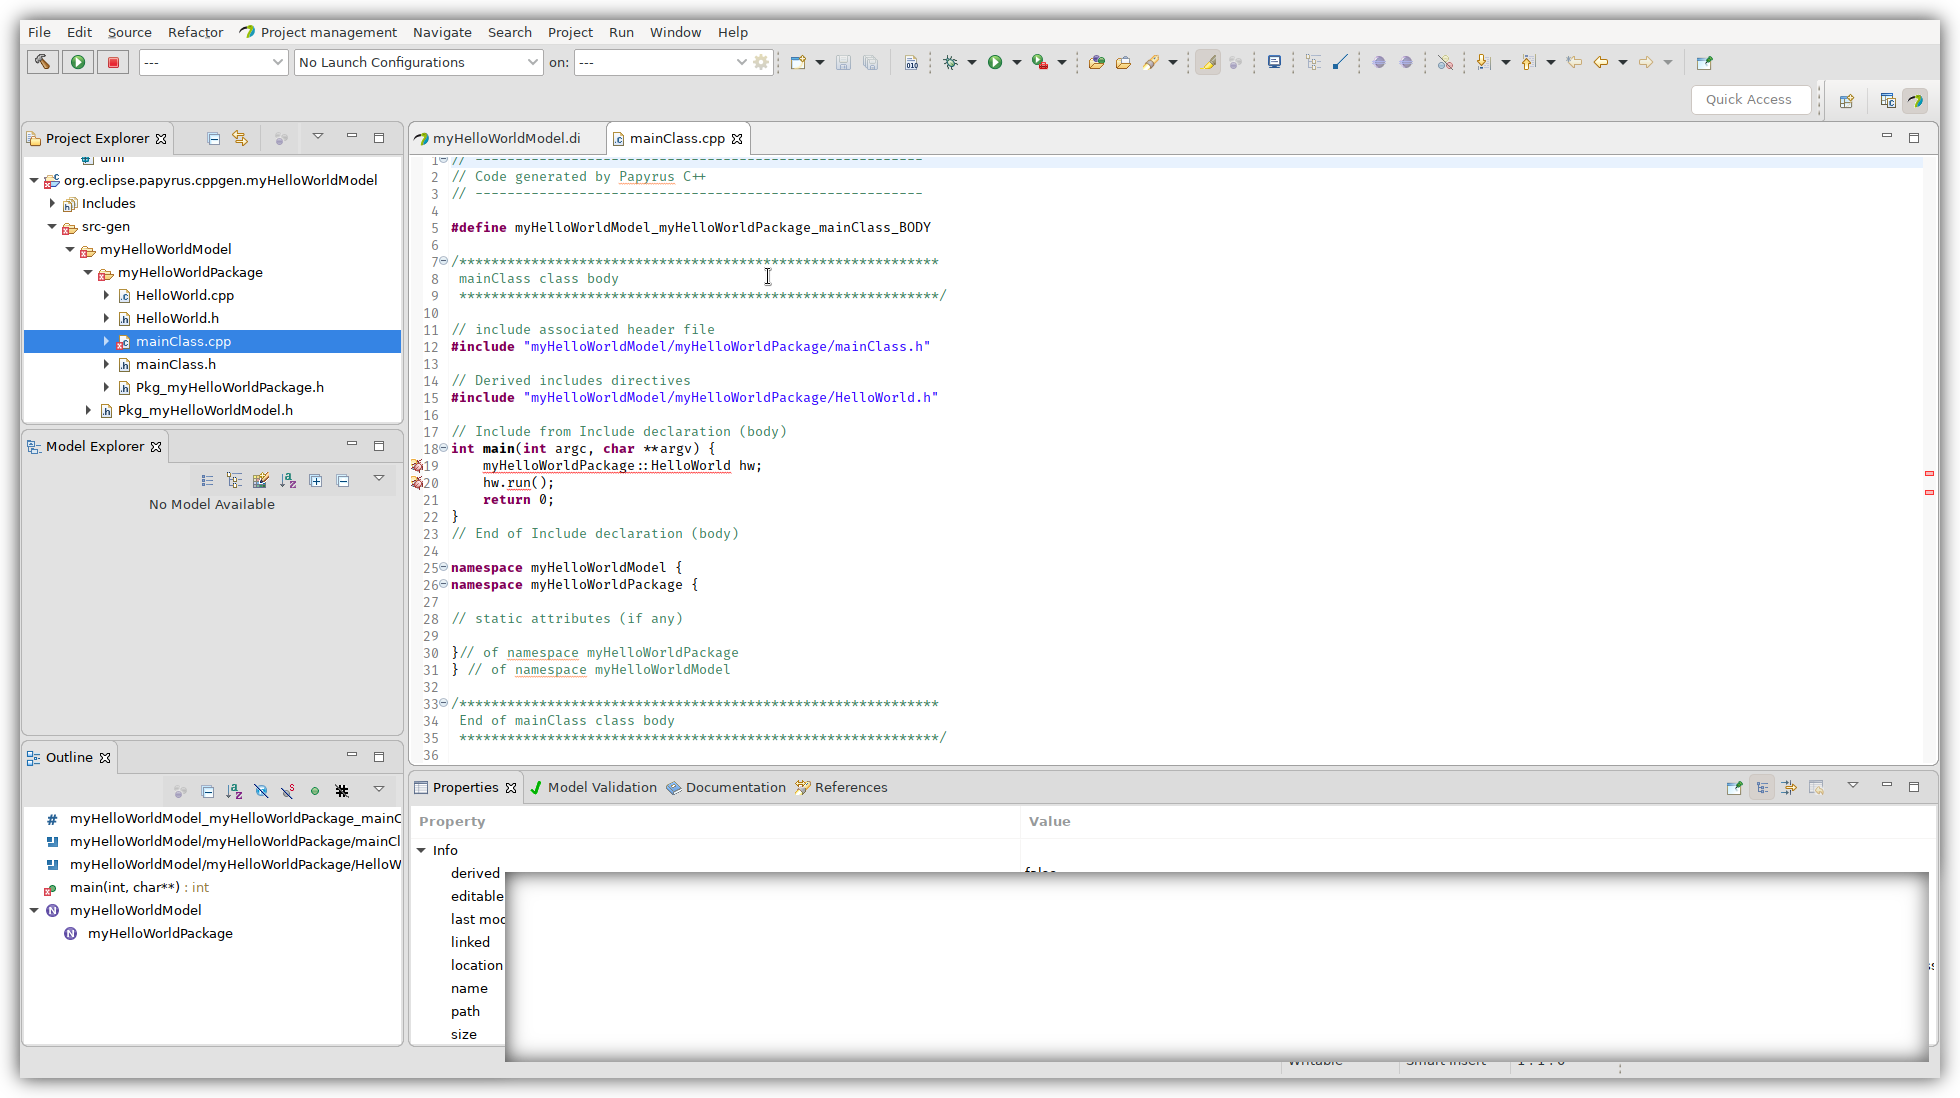 File Edit Source Refactor Project management Navigate Search Project Run Window Help
--- No Launch Configurations on: ---
Quick Access
Project Explorer
uml
org.eclipse.papyrus.cppgen.myHelloWorldModel
Includes
src-gen
myHelloWorldModel
myHelloWorldPackage
HelloWorld.cpp
HelloWorld.h
mainClass.cpp
mainClass.h
Pkg_myHelloWorldPackage.h
Pkg_myHelloWorldModel.h
Model Explorer
No Model Available
Outline
myHelloWorldModel_myHelloWorldPackage_mainC
myHelloWorldModel/myHelloWorldPackage/mainCl
myHelloWorldModel/myHelloWorldPackage/HelloW
main(int, char**) : int
myHelloWorldModel
myHelloWorldPackage
myHelloWorldModel.di mainClass.cpp
1 // --------------------------------------------------------
2 // Code generated by Papyrus C++
3 // --------------------------------------------------------
4
5 #define myHelloWorldModel_myHelloWorldPackage_mainClass_BODY
6
7 /************************************************************
8 mainClass class body
9 ************************************************************/
10
11 // include associated header file
12 #include "myHelloWorldModel/myHelloWorldPackage/mainClass.h"
13
14 // Derived includes directives
15 #include "myHelloWorldModel/myHelloWorldPackage/HelloWorld.h"
16
17 // Include from Include declaration (body)
18 int main(int argc, char **argv) {
19 myHelloWorldPackage::HelloWorld hw;
20 hw.run();
21 return 0;
22 }
23 // End of Include declaration (body)
24
25 namespace myHelloWorldModel {
26 namespace myHelloWorldPackage {
27
28 // static attributes (if any)
29
30 }// of namespace myHelloWorldPackage
31 } // of namespace myHelloWorldModel
32
33 /************************************************************
34 End of mainClass class body
35 ************************************************************/
36
Properties Model Validation Documentation References
Property Value
Info
derived false
editable
last mod
linked
location
name
path
size
Writable Smart Insert